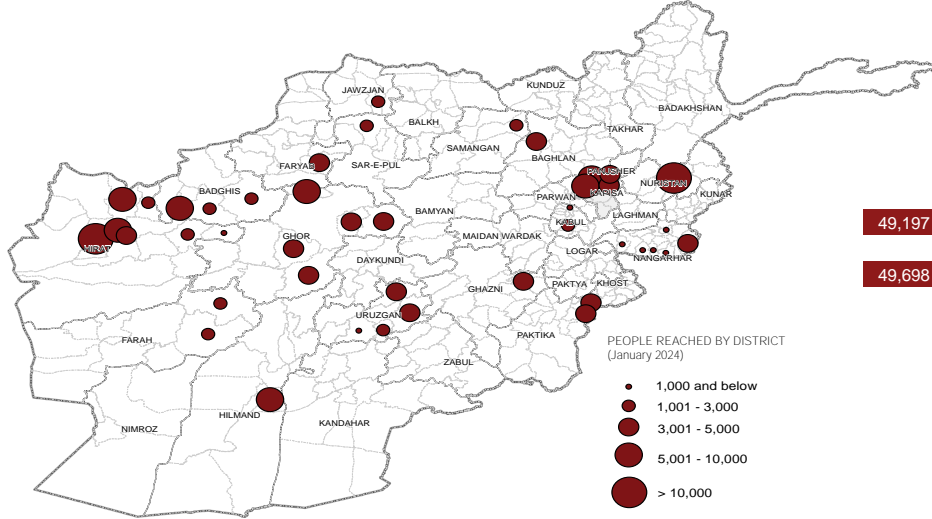 KUNDUZ
JAWZJAN
BADAKHSHAN
BALKH
TAKHAR
SAMANGAN
BAGHLAN
FARYAB
SAR-E-PUL
PANJSHER
NURISTAN
BADGHIS
KAPISA
KUNAR
PARWAN
BAMYAN
LAGHMAN
KABUL
49,197
GHOR
MAIDAN WARDAK
HIRAT
LOGAR
NANGARHAR
DAYKUNDI
49,698
GHAZNI
PAKTYA
KHOST
URUZGAN
PAKTIKA
FARAH
PEOPLE REACHED BY DISTRICT
(January 2024)
ZABUL
1,000 and below
1,001 - 3,000
HILMAND
KANDAHAR
NIMROZ
3,001 - 5,000
5,001 - 10,000
> 10,000